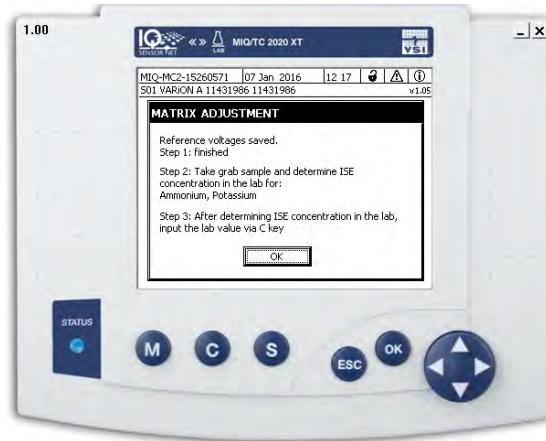 1.00
IQ
SENSOR NET
LAB
MIQ/TC 2020 XT
YSI
MIQ-MC2-15260571 07 Jan 2016 12 17
S01 VARiON A 11431986 11431986 v1.05
MATRIX ADJUSTMENT
Reference voltages saved.
Step 1: finished
Step 2: Take grab sample and determine ISE
concentration in the lab for:
Ammonium, Potassium
Step 3: After determining ISE concentration in the lab,
input the lab value via C key
OK
STATUS
M C S ESC OK